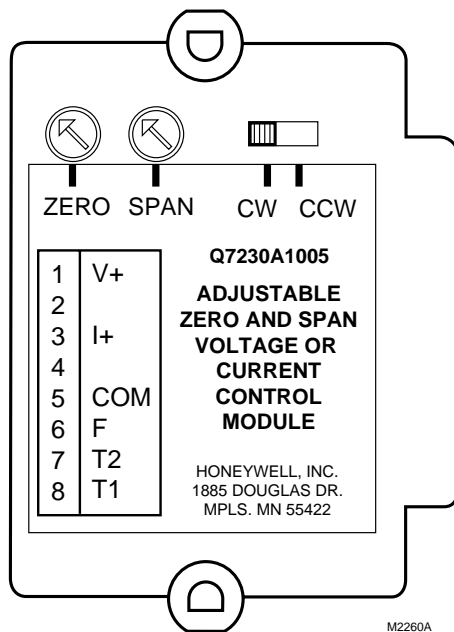 ZERO SPAN CW CCW
Q7230A1005
ADJUSTABLE
ZERO AND SPAN
VOLTAGE OR
CURRENT
CONTROL
MODULE
1 V+
2
3 I+
4
5 COM
6 F
7 T2
8 T1
HONEYWELL, INC.
1885 DOUGLAS DR.
MPLS. MN 55422
M2260A